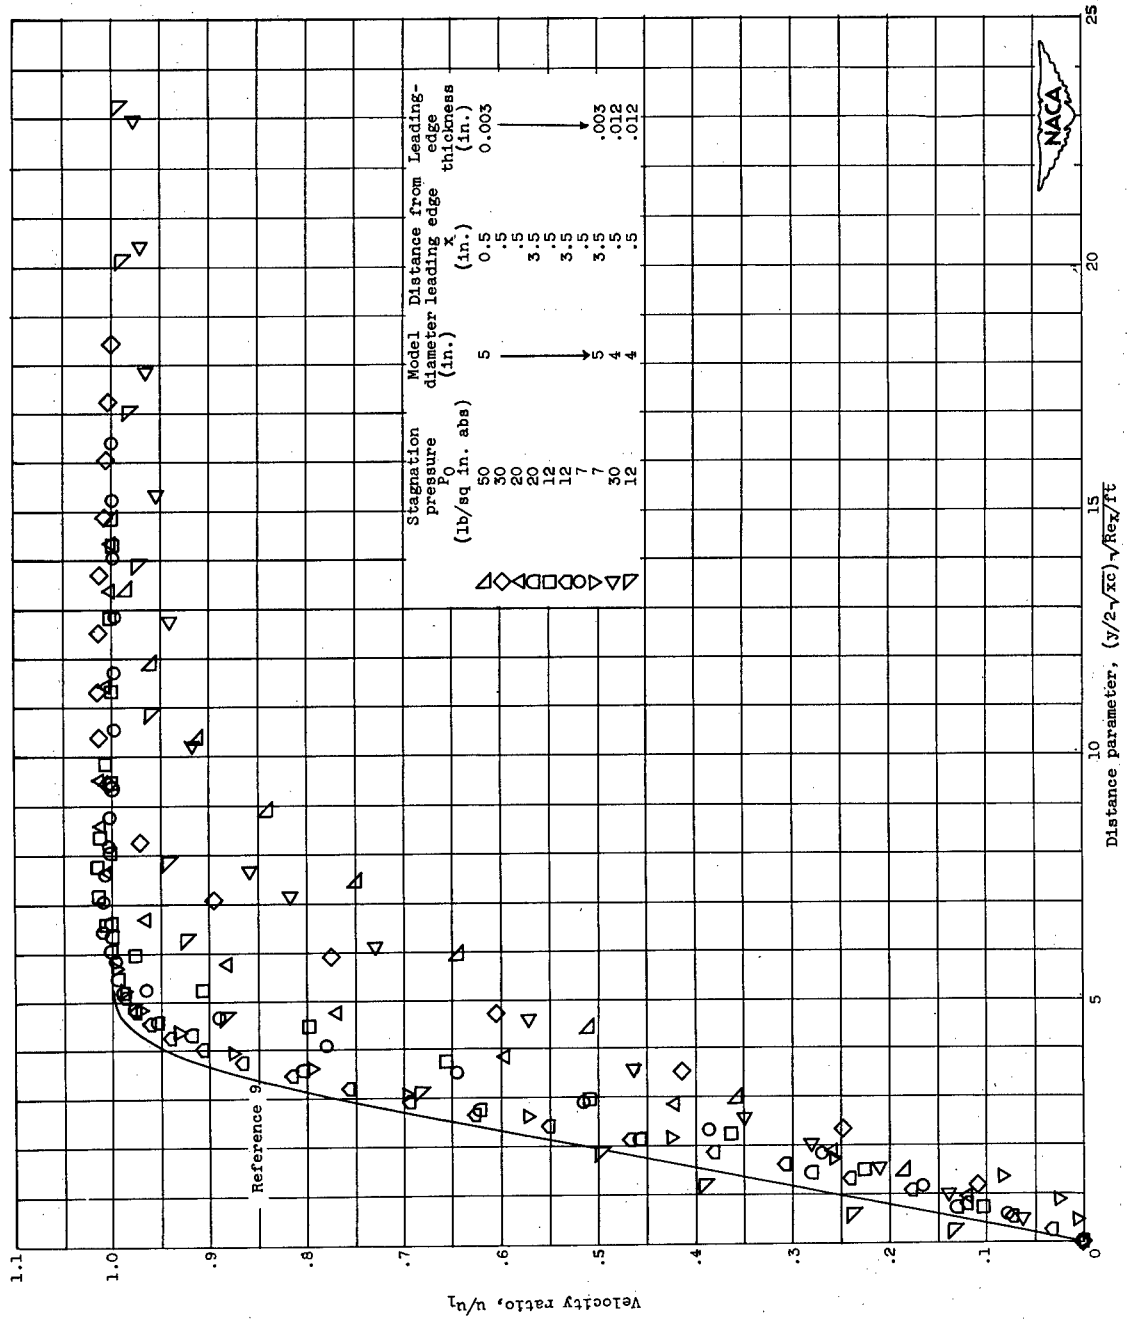 1.1
1.0
.9
.8
.7
.6
.5
.4
.3
.2
.1
0
Velocity ratio, u/u₁
5
10
15
20
25
Distance parameter, (y/2√xc)√Reₓ/ft
Reference 9
Stagnation pressure P₀ (lb/sq in. abs)
Model diameter (in.)
Distance from leading edge x (in.)
Leading-edge thickness (in.)
50 5 0.5 0.003
30 .5
20 .5
20 3.5
12 .5
12 3.5
7 .5
7 5 3.5 .003
30 4 .5 .012
12 4 .5 .012
NACA